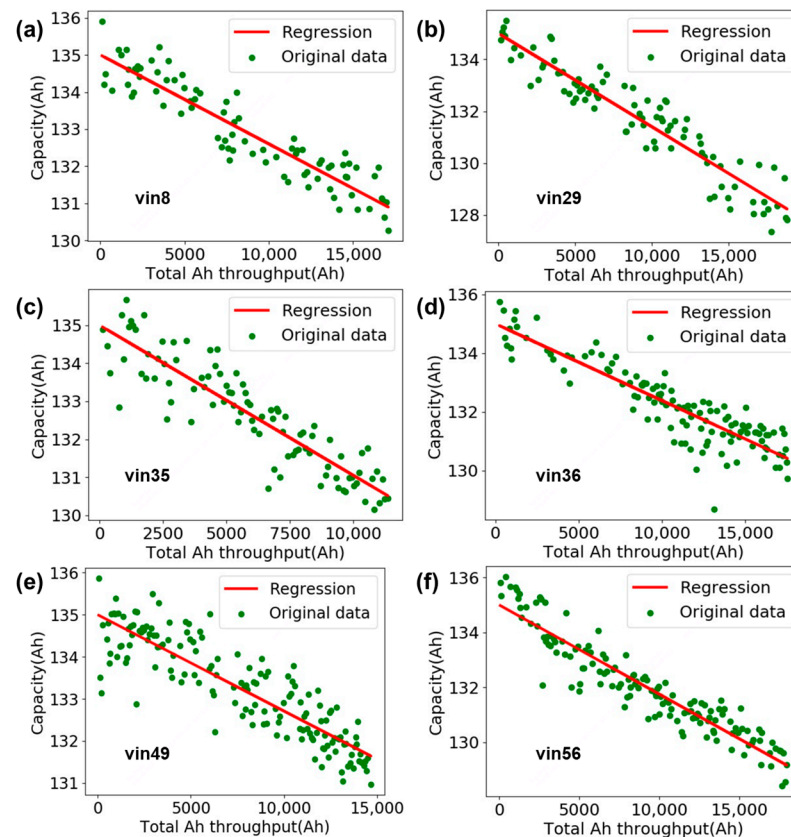 (a)
136
135
134
133
132
131
130
Capacity(Ah)
Regression
Original data
vin8
0 5000 10,000 15,000
Total Ah throughput(Ah)
(b)
134
132
130
128
Capacity(Ah)
Regression
Original data
vin29
0 5000 10,000 15,000
Total Ah throughput(Ah)
(c)
135
134
133
132
131
130
Capacity(Ah)
Regression
Original data
vin35
0 2500 5000 7500 10,000
Total Ah throughput(Ah)
(d)
136
134
132
130
Capacity(Ah)
Regression
Original data
vin36
0 5000 10,000 15,000
Total Ah throughput(Ah)
(e)
136
135
134
133
132
131
Capacity(Ah)
Regression
Original data
vin49
0 5000 10,000 15,000
Total Ah throughput(Ah)
(f)
136
134
132
130
Capacity(Ah)
Regression
Original data
vin56
0 5000 10,000 15,000
Total Ah throughput(Ah)